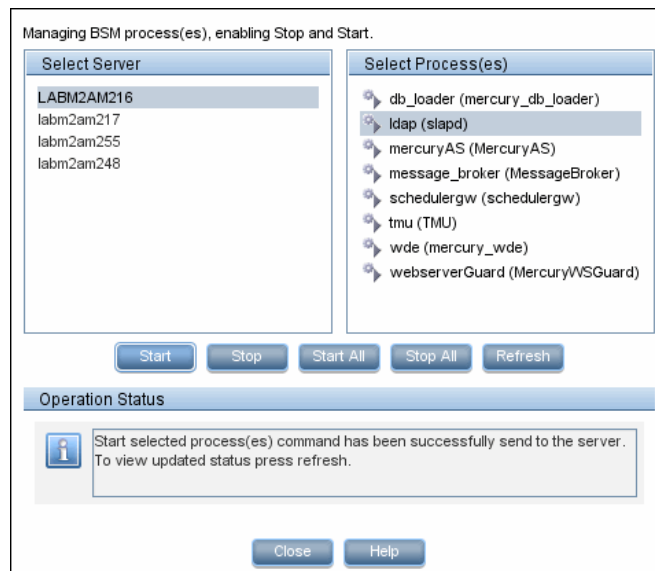 Managing BSM process(es), enabling Stop and Start.
Select Server
LABM2AM216
labm2am217
labm2am255
labm2am248
Select Process(es)
db_loader (mercury_db_loader)
ldap (slapd)
mercuryAS (MercuryAS)
message_broker (MessageBroker)
schedulergw (schedulergw)
tmu (TMU)
wde (mercury_wde)
webserverGuard (MercuryWSGuard)
Start Stop Start All Stop All Refresh
Operation Status
Start selected process(es) command has been successfully send to the server.
To view updated status press refresh.
Close Help